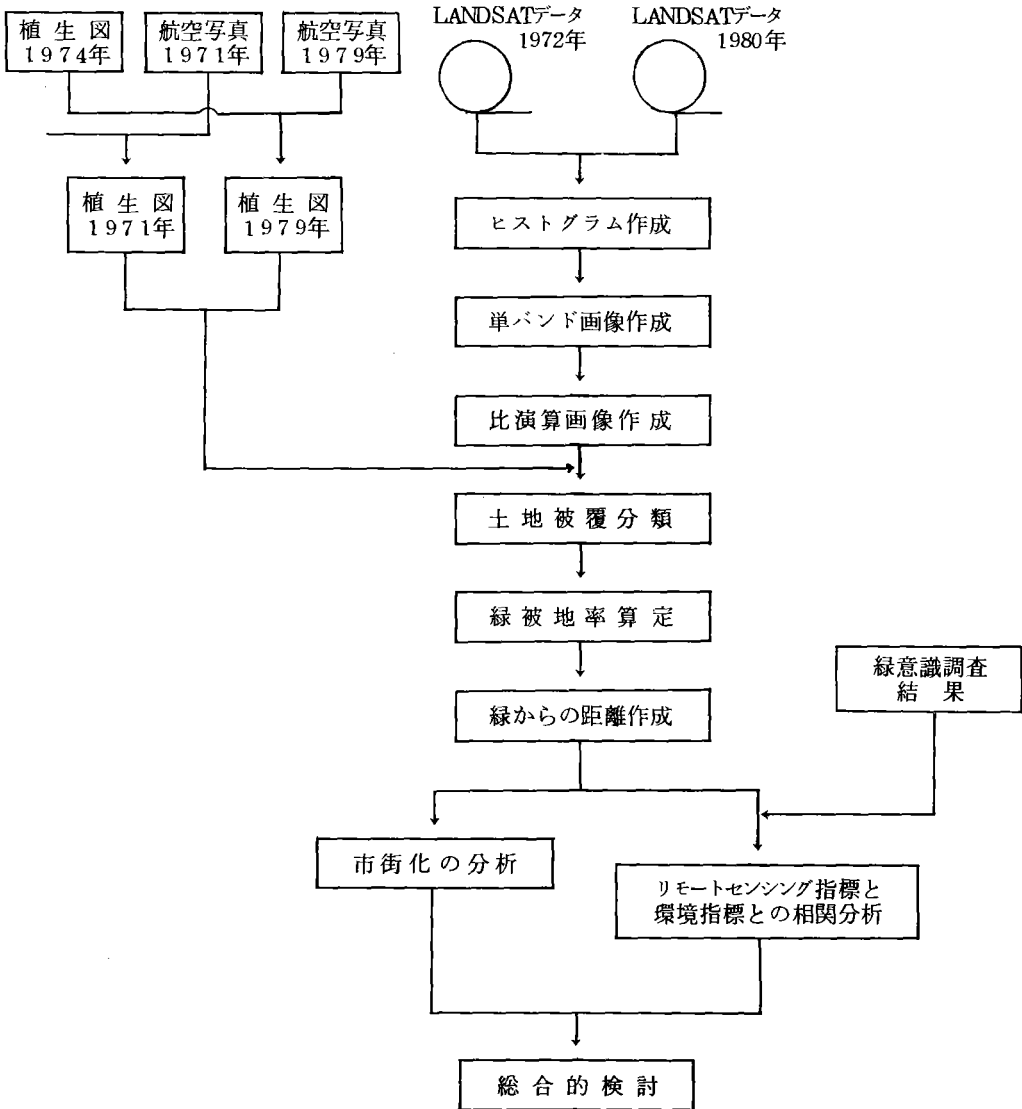 植生図
1974年
航空写真
1971年
航空写真
1979年
LANDSATデータ
1972年
LANDSATデータ
1980年
植生図
1971年
植生図
1979年
ヒストグラム作成
単バンド画像作成
比演算画像作成
土地被覆分類
緑被地率算定
緑意識調査
結果
緑からの距離作成
市街化の分析
リモートセンシング指標と
環境指標との相関分析
総合的検討